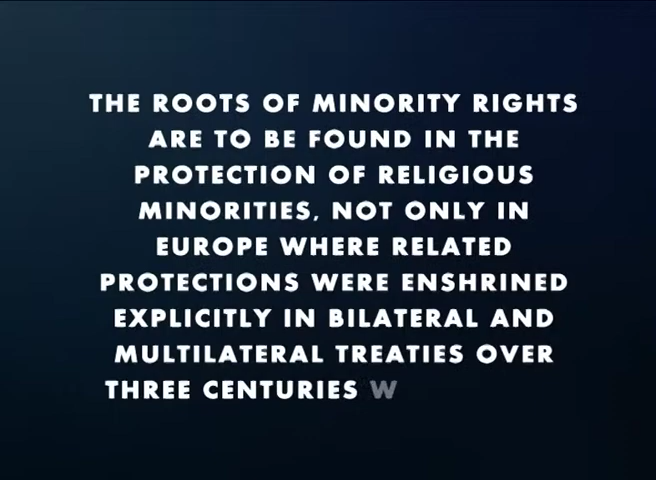 THE ROOTS OF MINORITY RIGHTS
ARE TO BE FOUND IN THE
PROTECTION OF RELIGIOUS
MINORITIES, NOT ONLY IN
EUROPE WHERE RELATED
PROTECTIONS WERE ENSHRINED
EXPLICITLY IN BILATERAL AND
MULTILATERAL TREATIES OVER
THREE CENTURIES W